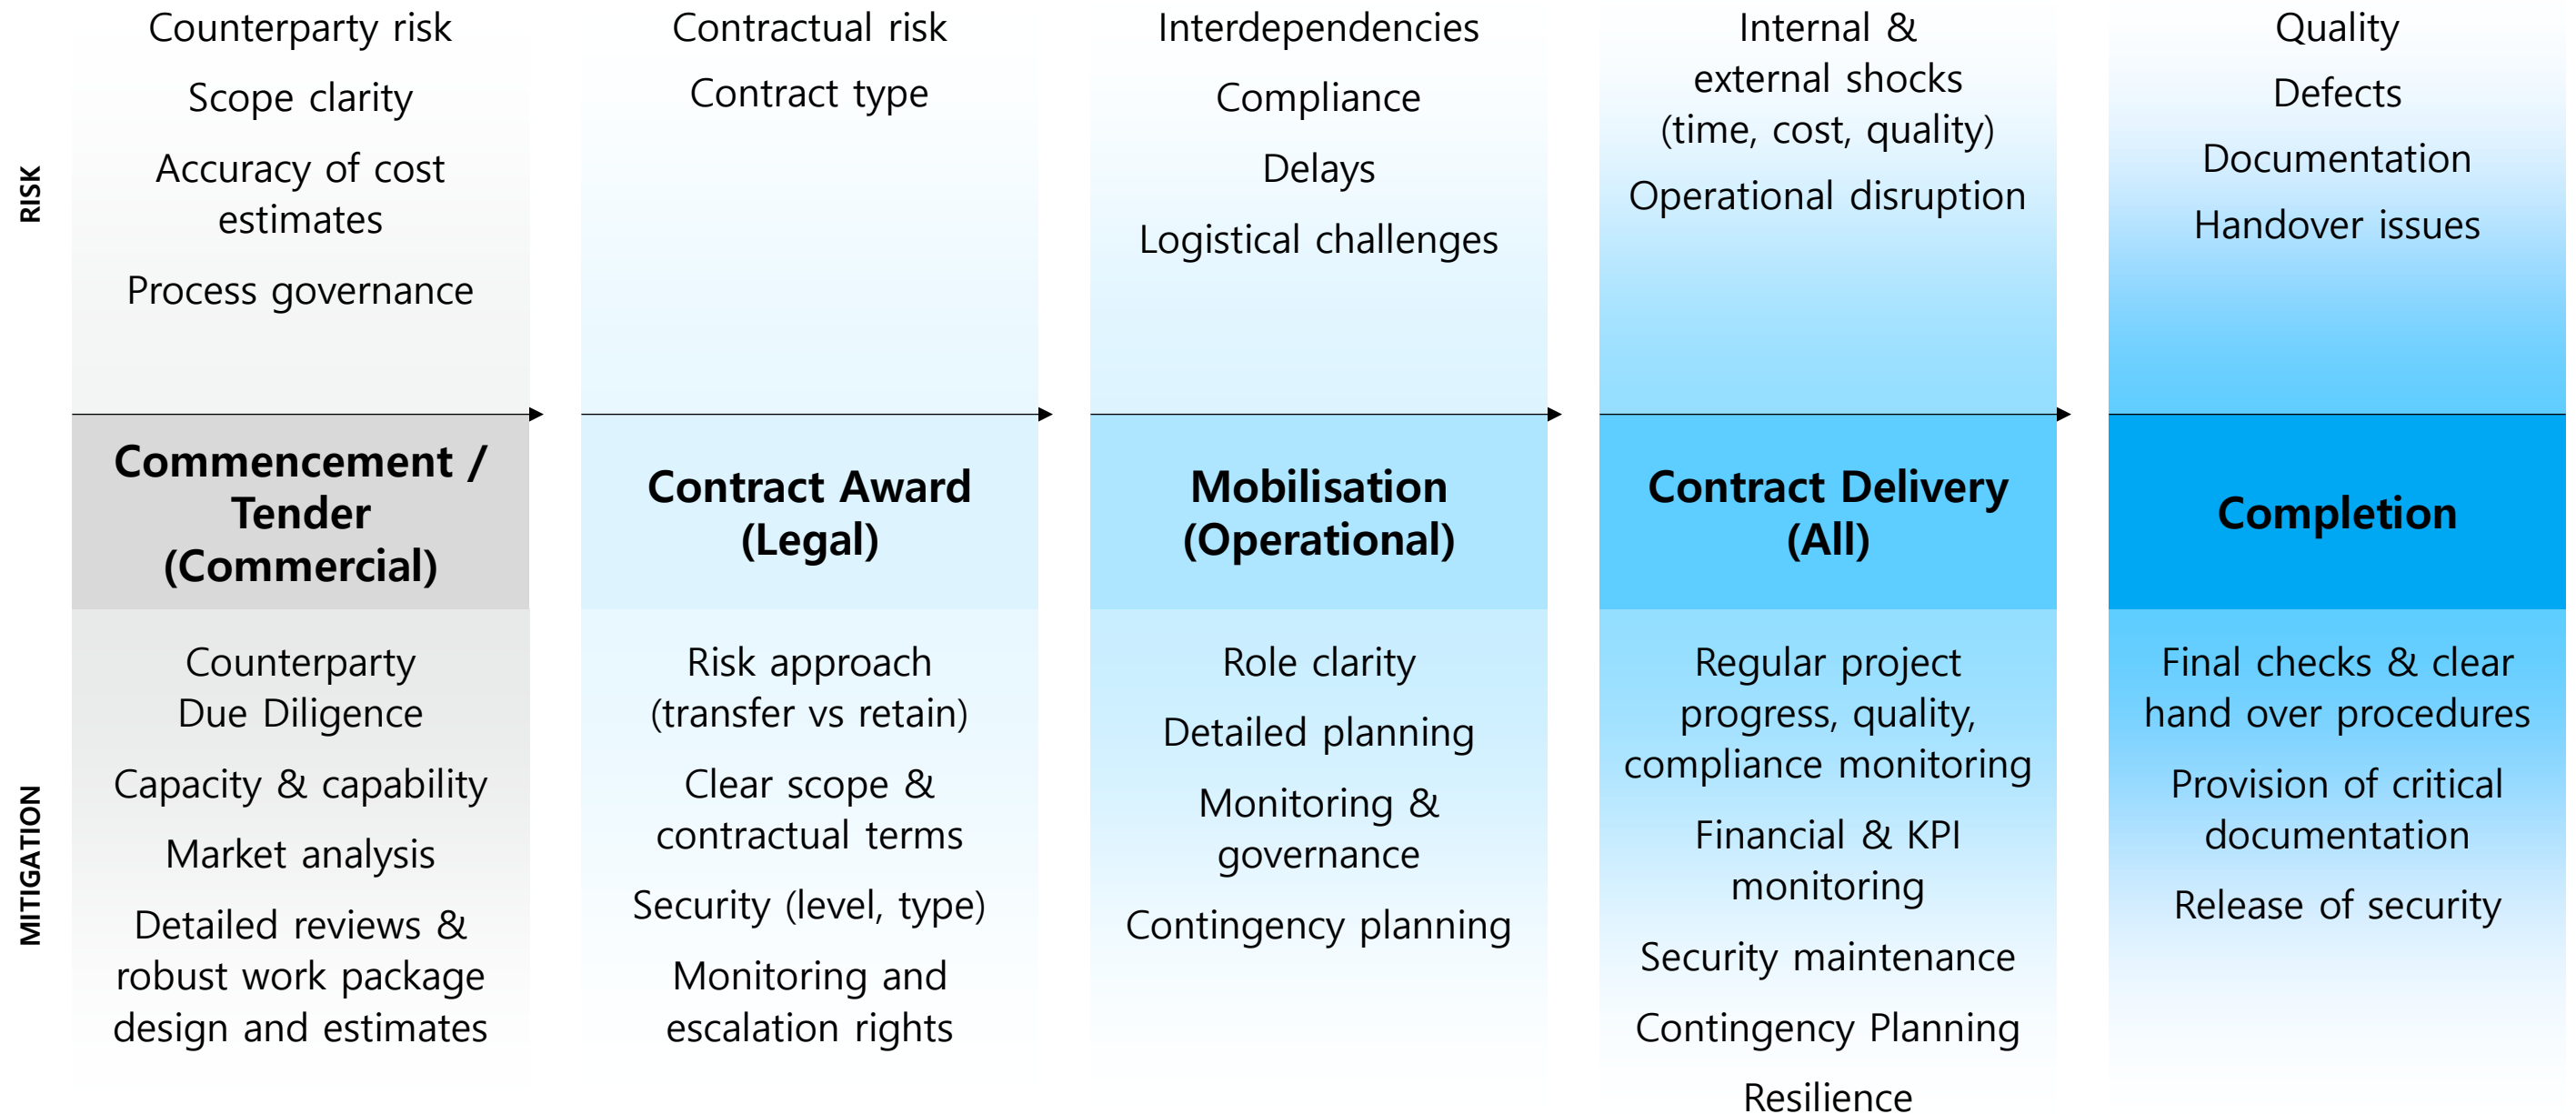 RISK
Counterparty risk
Scope clarity
Accuracy of cost
estimates
Process governance
Contractual risk
Contract type
Interdependencies
Compliance
Delays
Logistical challenges
Internal &
external shocks
(time, cost, quality)
Operational disruption
Quality
Defects
Documentation
Handover issues
Commencement /
Tender
(Commercial)
Contract Award
(Legal)
Mobilisation
(Operational)
Contract Delivery
(All)
Completion
MITIGATION
Counterparty
Due Diligence
Capacity & capability
Market analysis
Detailed reviews &
robust work package
design and estimates
Risk approach
(transfer vs retain)
Clear scope &
contractual terms
Security (level, type)
Monitoring and
escalation rights
Role clarity
Detailed planning
Monitoring &
governance
Contingency planning
Regular project
progress, quality,
compliance monitoring
Financial & KPI
monitoring
Security maintenance
Contingency Planning
Resilience
Final checks & clear
hand over procedures
Provision of critical
documentation
Release of security